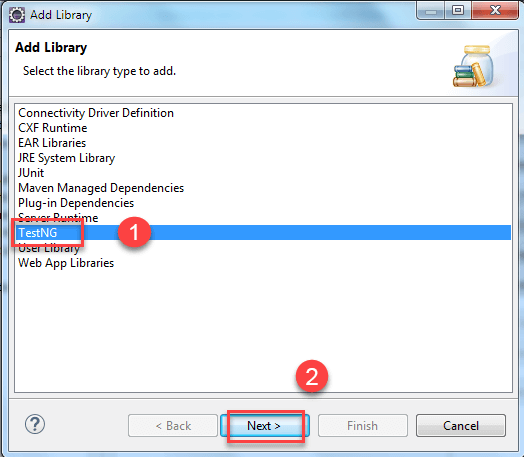 Add Library
Add Library
Select the library type to add.
Connectivity Driver Definition
CXF Runtime
EAR Libraries
JRE System Library
JUnit
Maven Managed Dependencies
Plug-in Dependencies
Server Runtime
TestNG 1
User Library
Web App Libraries
2
? < Back Next > Finish Cancel